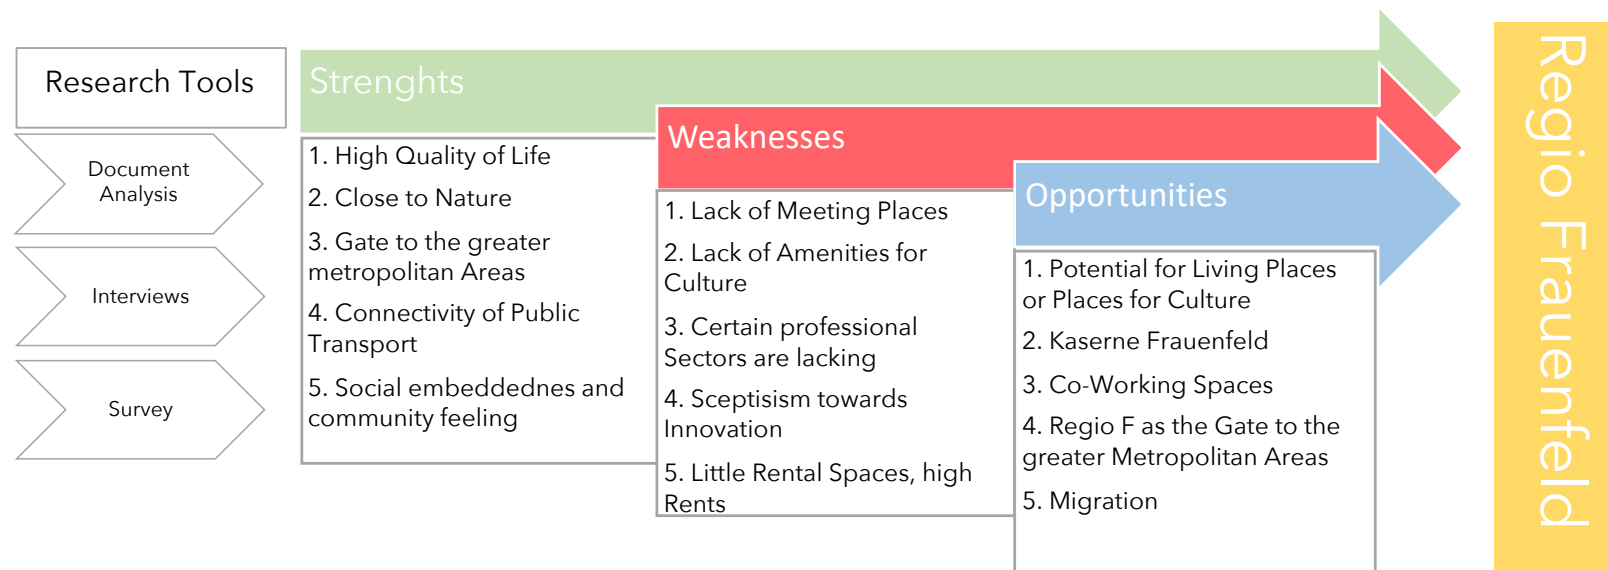 Research Tools
Document
Analysis
Interviews
Survey
Strenghts
1. High Quality of Life
2. Close to Nature
3. Gate to the greater
metropolitan Areas
4. Connectivity of Public
Transport
5. Social embeddednes and
community feeling
Weaknesses
1. Lack of Meeting Places
2. Lack of Amenities for
Culture
3. Certain professional
Sectors are lacking
4. Sceptisism towards
Innovation
5. Little Rental Spaces, high
Rents
Opportunities
1. Potential for Living Places
or Places for Culture
2. Kaserne Frauenfeld
3. Co-Working Spaces
4. Regio F as the Gate to the
greater Metropolitan Areas
5. Migration
Regio Frauenfeld